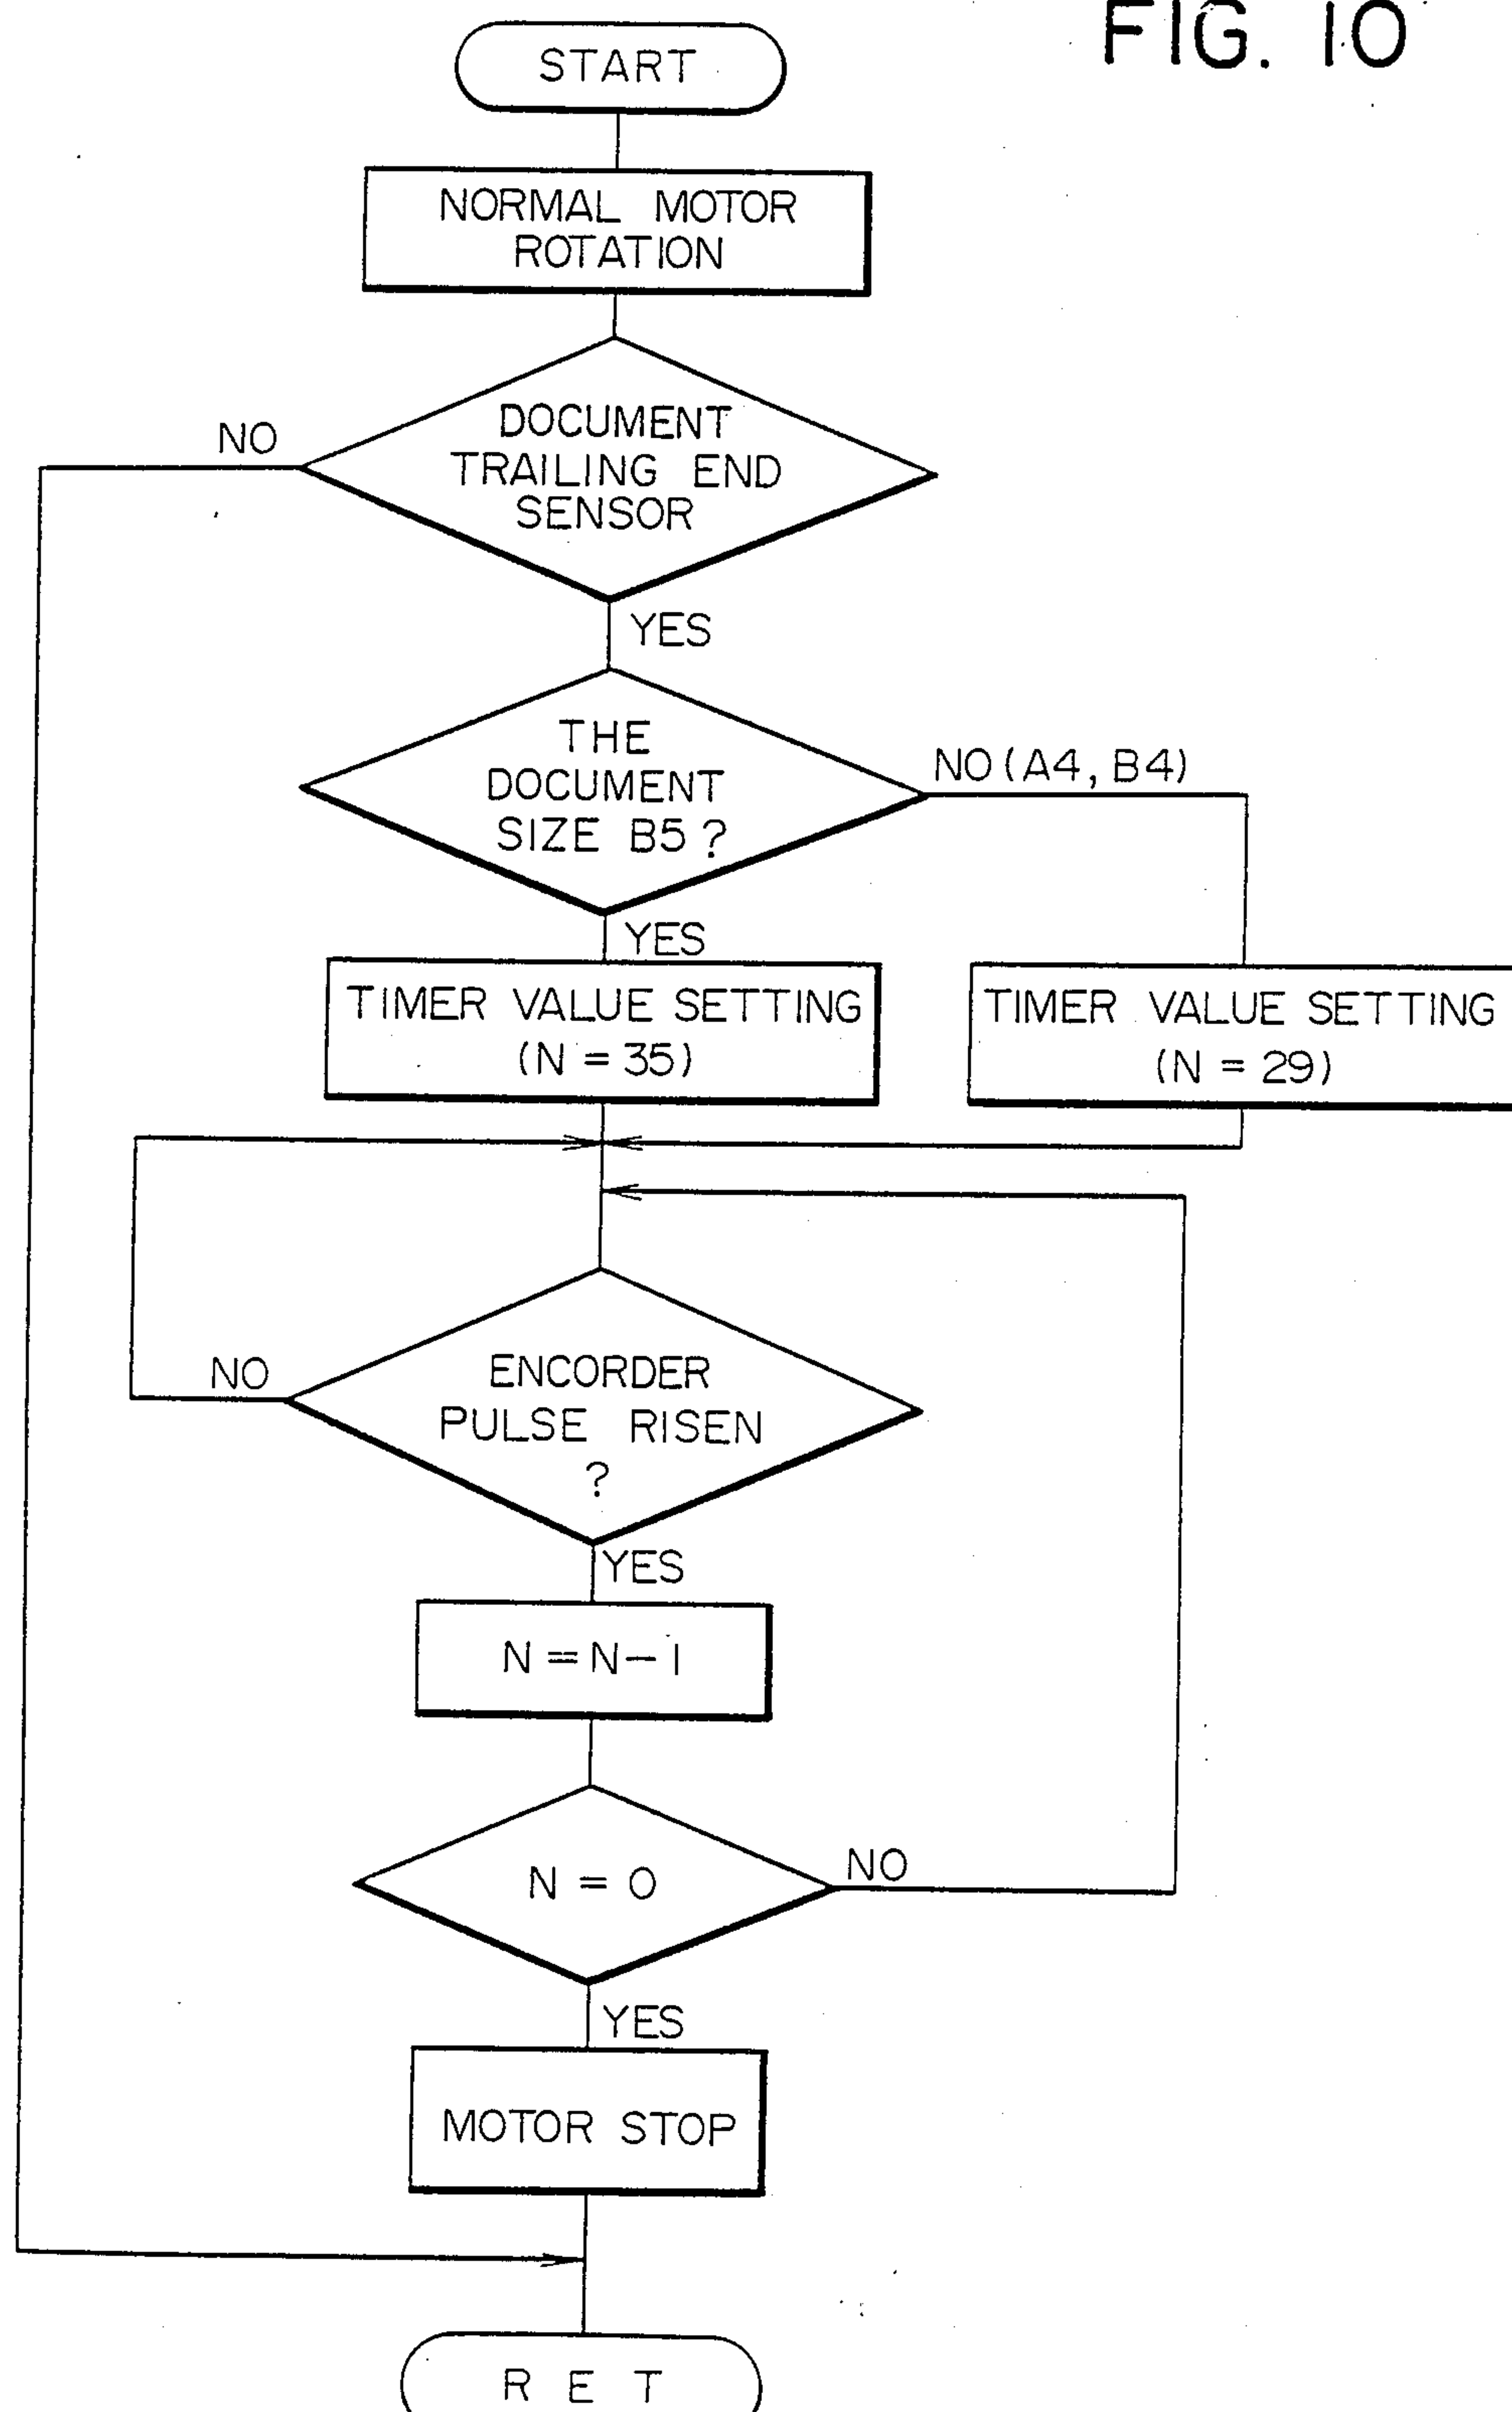 FIG. 10
START
NORMAL MOTOR
ROTATION
DOCUMENT
TRAILING END
SENSOR
NO
YES
THE
DOCUMENT
SIZE B5?
NO (A4, B4)
YES
TIMER VALUE SETTING
(N = 35)
TIMER VALUE SETTING
(N = 29)
ENCORDER
PULSE RISEN
?
NO
YES
N = N - 1
N = 0
NO
YES
MOTOR STOP
RET